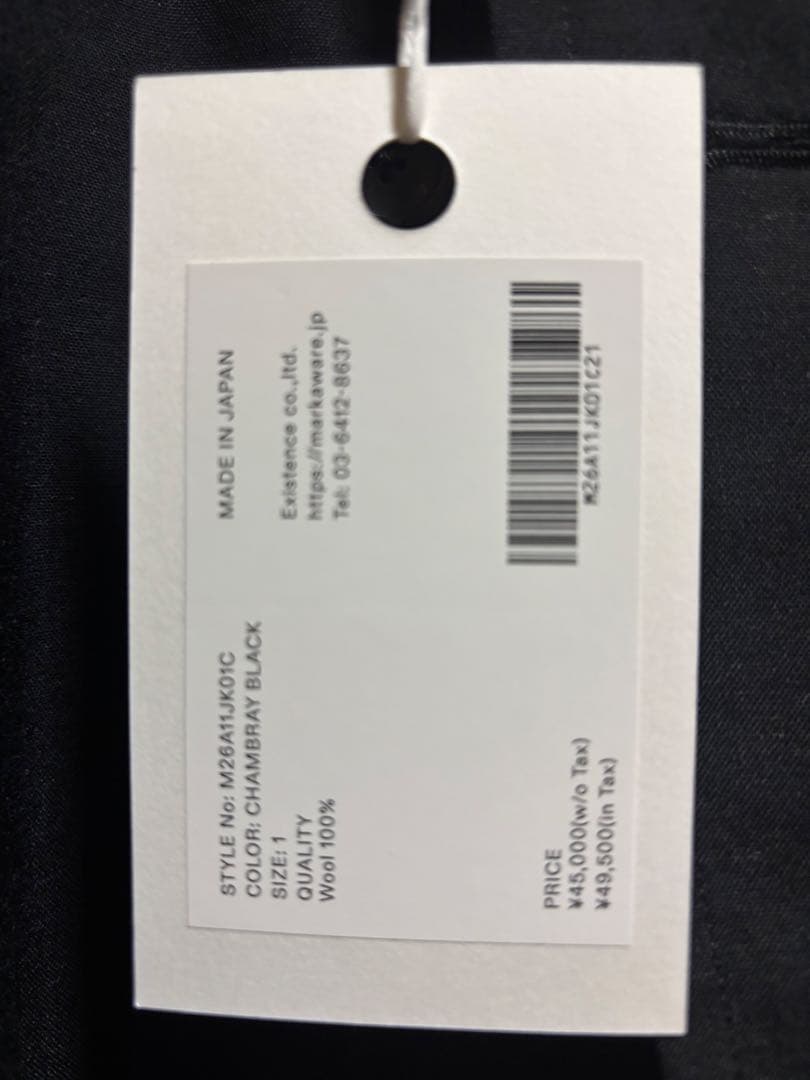 STYLE No: M26A11JK01C
COLOR: CHAMBRAY BLACK
SIZE: 1
QUALITY
Wool 100%
MADE IN JAPAN
Existence co.,ltd.
https://markaware.jp
Tel: 03-6412-8637
PRICE
¥45,000(w/o Tax)
¥49,500(in Tax)
M26A11JK01C21